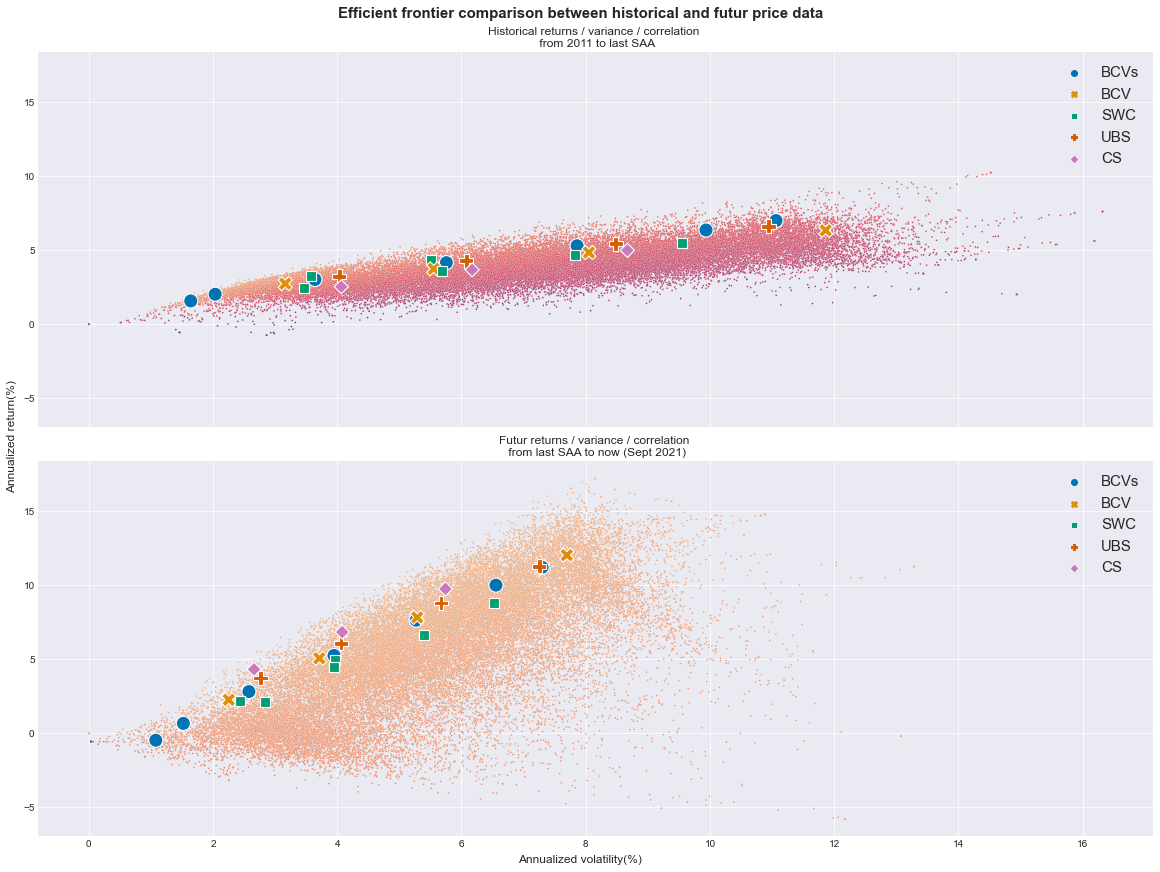 Efficient frontier comparison between historical and futur price data
Historical returns / variance / correlation
from 2011 to last SAA
15
10
5
0
−5
BCVs
BCV
SWC
UBS
CS
Annualized return(%)
Futur returns / variance / correlation
from last SAA to now (Sept 2021)
15
10
5
0
−5
BCVs
BCV
SWC
UBS
CS
0 2 4 6 8 10 12 14 16
Annualized volatility(%)